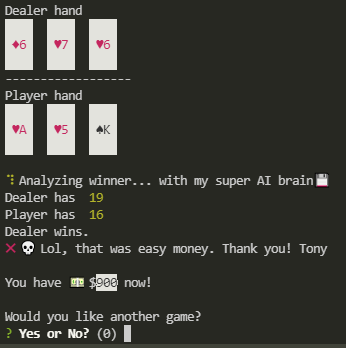 Dealer hand
♦6 ♥7 ♥6
------------------
Player hand
♥A ♥5 ♠K
Analyzing winner... with my super AI brain💾
Dealer has 19
Player has 16
Dealer wins.
❌ 💀 Lol, that was easy money. Thank you! Tony
You have 💵 $900 now!
Would you like another game?
? Yes or No? (0)